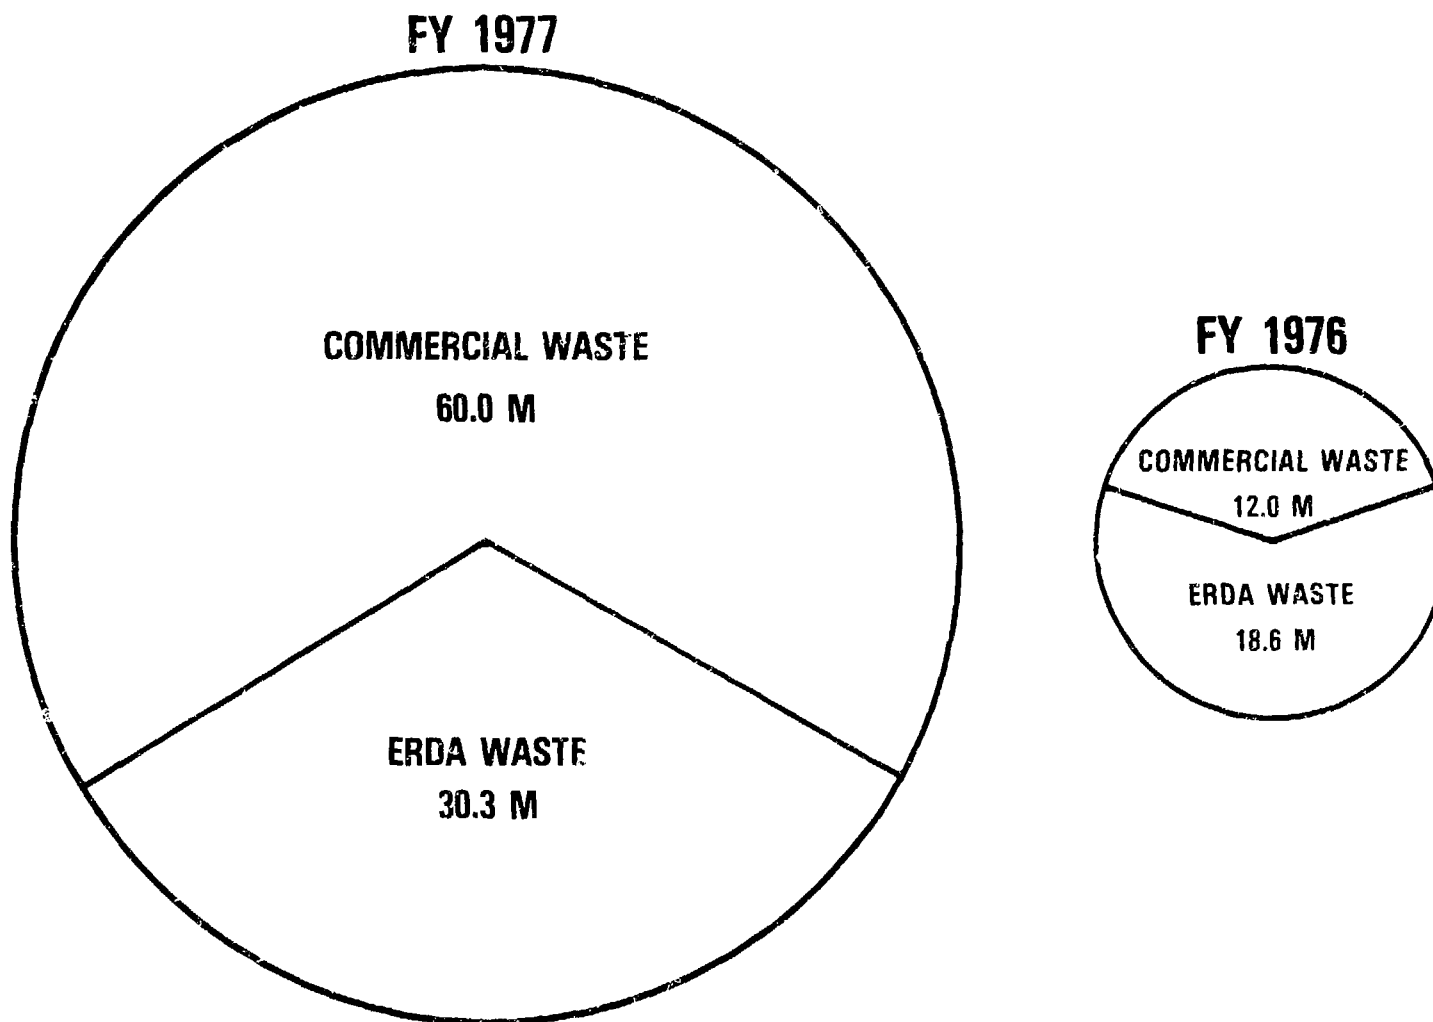 FY 1977
COMMERCIAL WASTE
60.0 M
ERDA WASTE
30.3 M
FY 1976
COMMERCIAL WASTE
12.0 M
ERDA WASTE
18.6 M